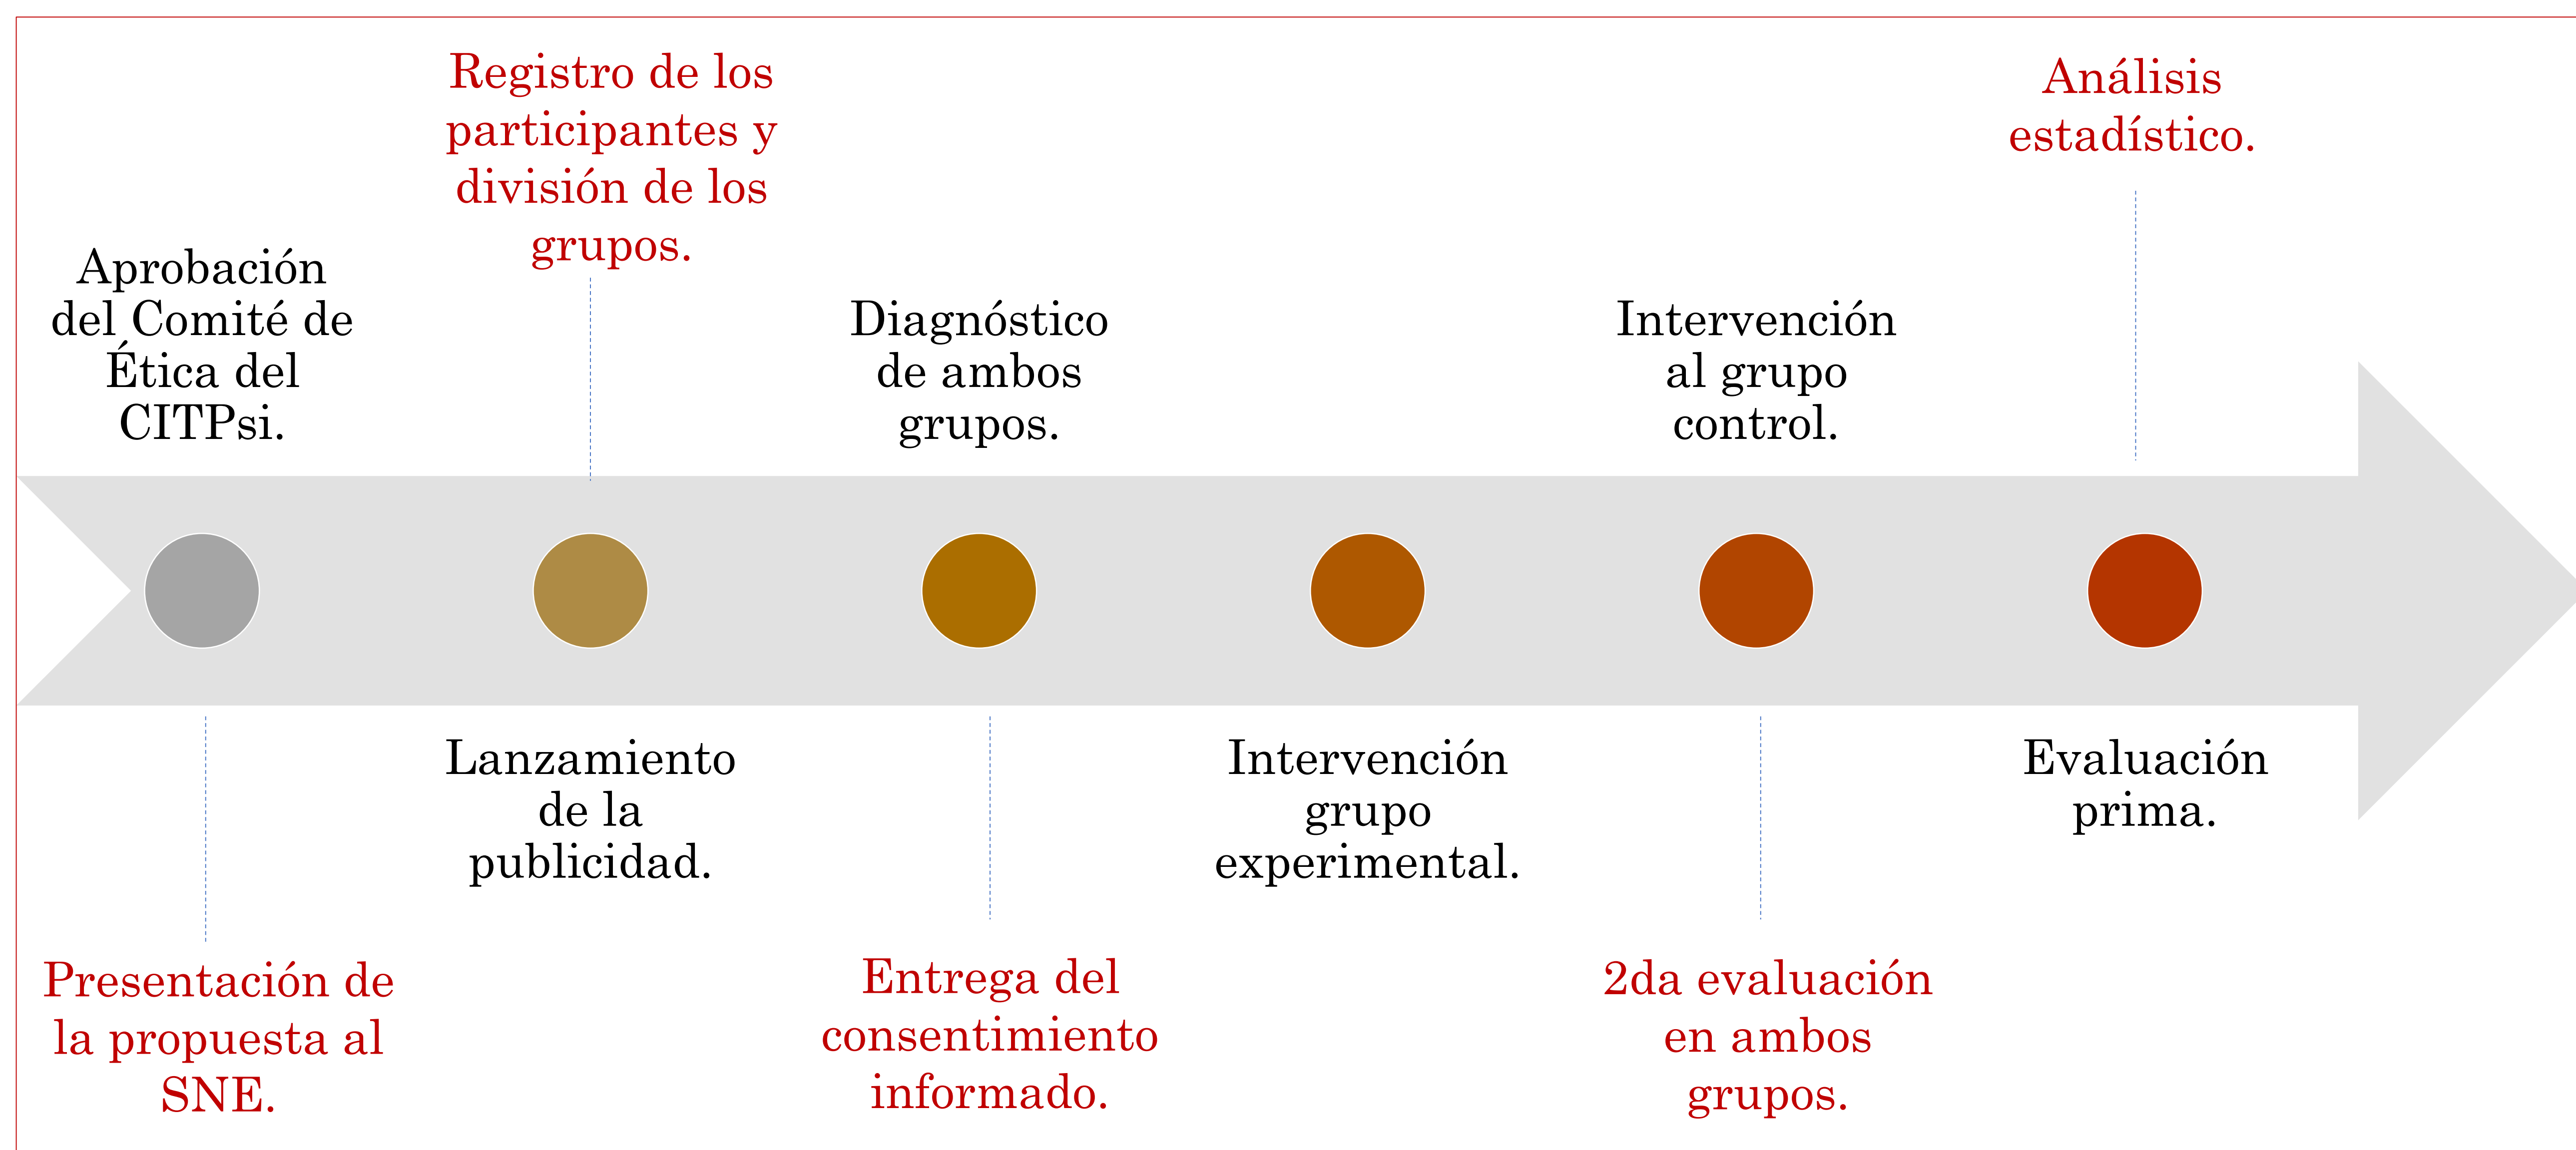 Aprobación
del Comité de
Ética del
CITPsi.
Presentación de
la propuesta al
SNE.
Registro de los
participantes y
división de los
grupos.
Lanzamiento
de la
publicidad.
Diagnóstico
de ambos
grupos.
Entrega del
consentimiento
informado.
Intervención
grupo
experimental.
Intervención
al grupo
control.
2da evaluación
en ambos
grupos.
Análisis
estadístico.
Evaluación
prima.